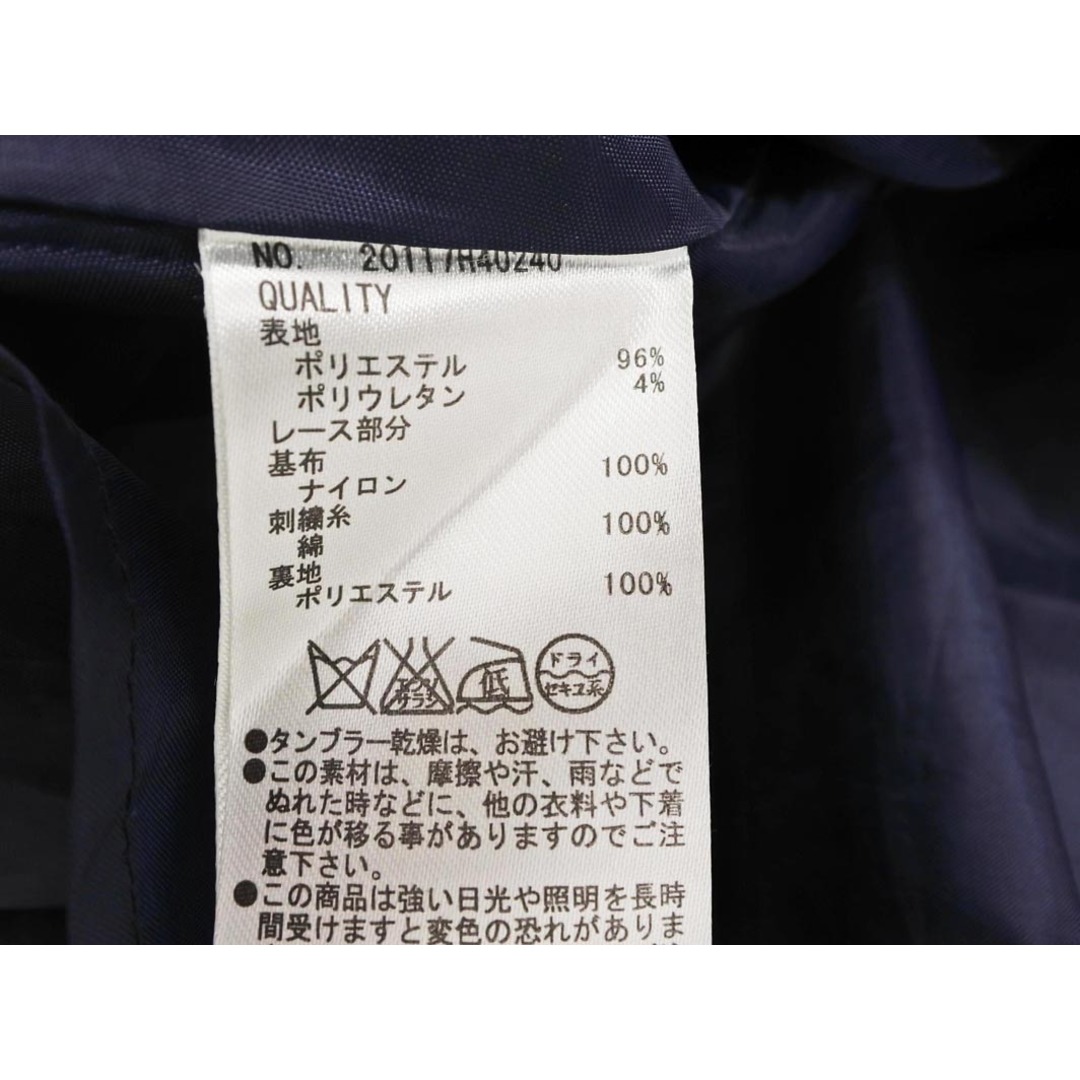 NO. 20117H40240
QUALITY
表地
ポリエステル 96%
ポリウレタン 4%
レース部分
基布
ナイロン 100%
刺繍糸
綿 100%
裏地
ポリエステル 100%
エンソ
サラシ
低
ドライ
セキユ系
●タンブラー乾燥は、お避け下さい。
●この素材は、摩擦や汗、雨などで
ぬれた時などに、他の衣料や下着
に色が移る事がありますのでご注
意下さい。
●この商品は強い日光や照明を長時
間受けますと変色の恐れがありま